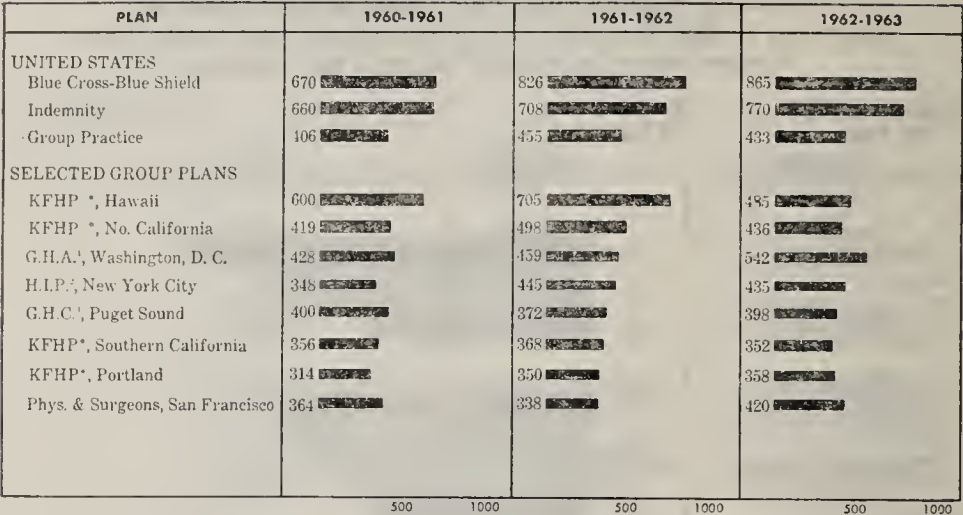 PLAN 1960-1961 1961-1962 1962-1963
UNITED STATES
Blue Cross-Blue Shield 670 826 865
Indemnity 660 708 770
Group Practice 406 455 433
SELECTED GROUP PLANS
KFHP *, Hawaii 600 705 485
KFHP *, No. California 419 498 436
G.H.A., Washington, D. C. 428 459 542
H.I.P., New York City 348 445 435
G.H.C., Puget Sound 400 372 398
KFHP*, Southern California 356 368 352
KFHP*, Portland 314 350 358
Phys. & Surgeons, San Francisco 364 338 420
500 1000 500 1000 500 1000